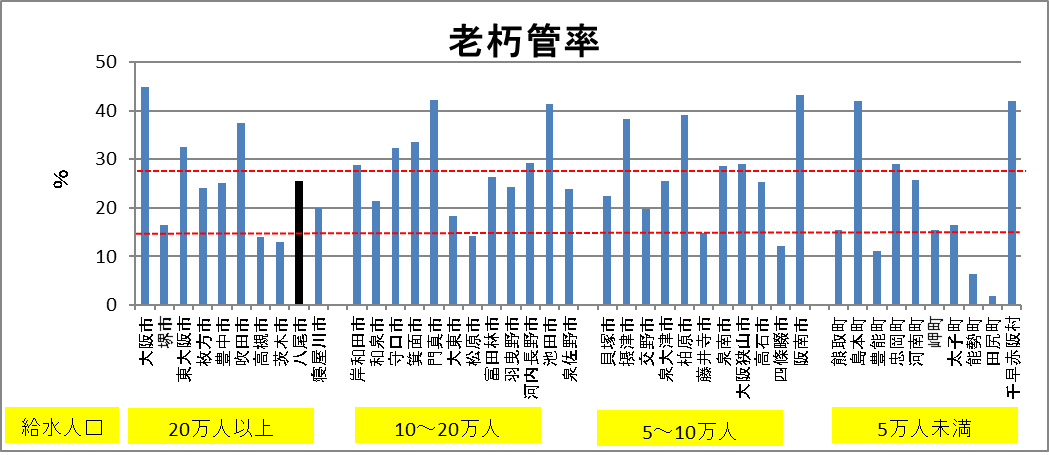 老朽管率
%
50
40
30
20
10
0
大阪市
堺市
東大阪市
枚方市
豊中市
吹田市
高槻市
茨木市
八尾市
寝屋川市
岸和田市
和泉市
守口市
箕面市
門真市
大東市
松原市
富田林市
羽曳野市
河内長野市
池田市
泉佐野市
貝塚市
摂津市
交野市
泉大津市
柏原市
藤井寺市
泉南市
大阪狭山市
高石市
四條畷市
阪南市
熊取町
島本町
豊能町
忠岡町
河南町
岬町
太子町
能勢町
田尻町
千早赤阪村
給水人口
20万人以上
10～20万人
5～10万人
5万人未満